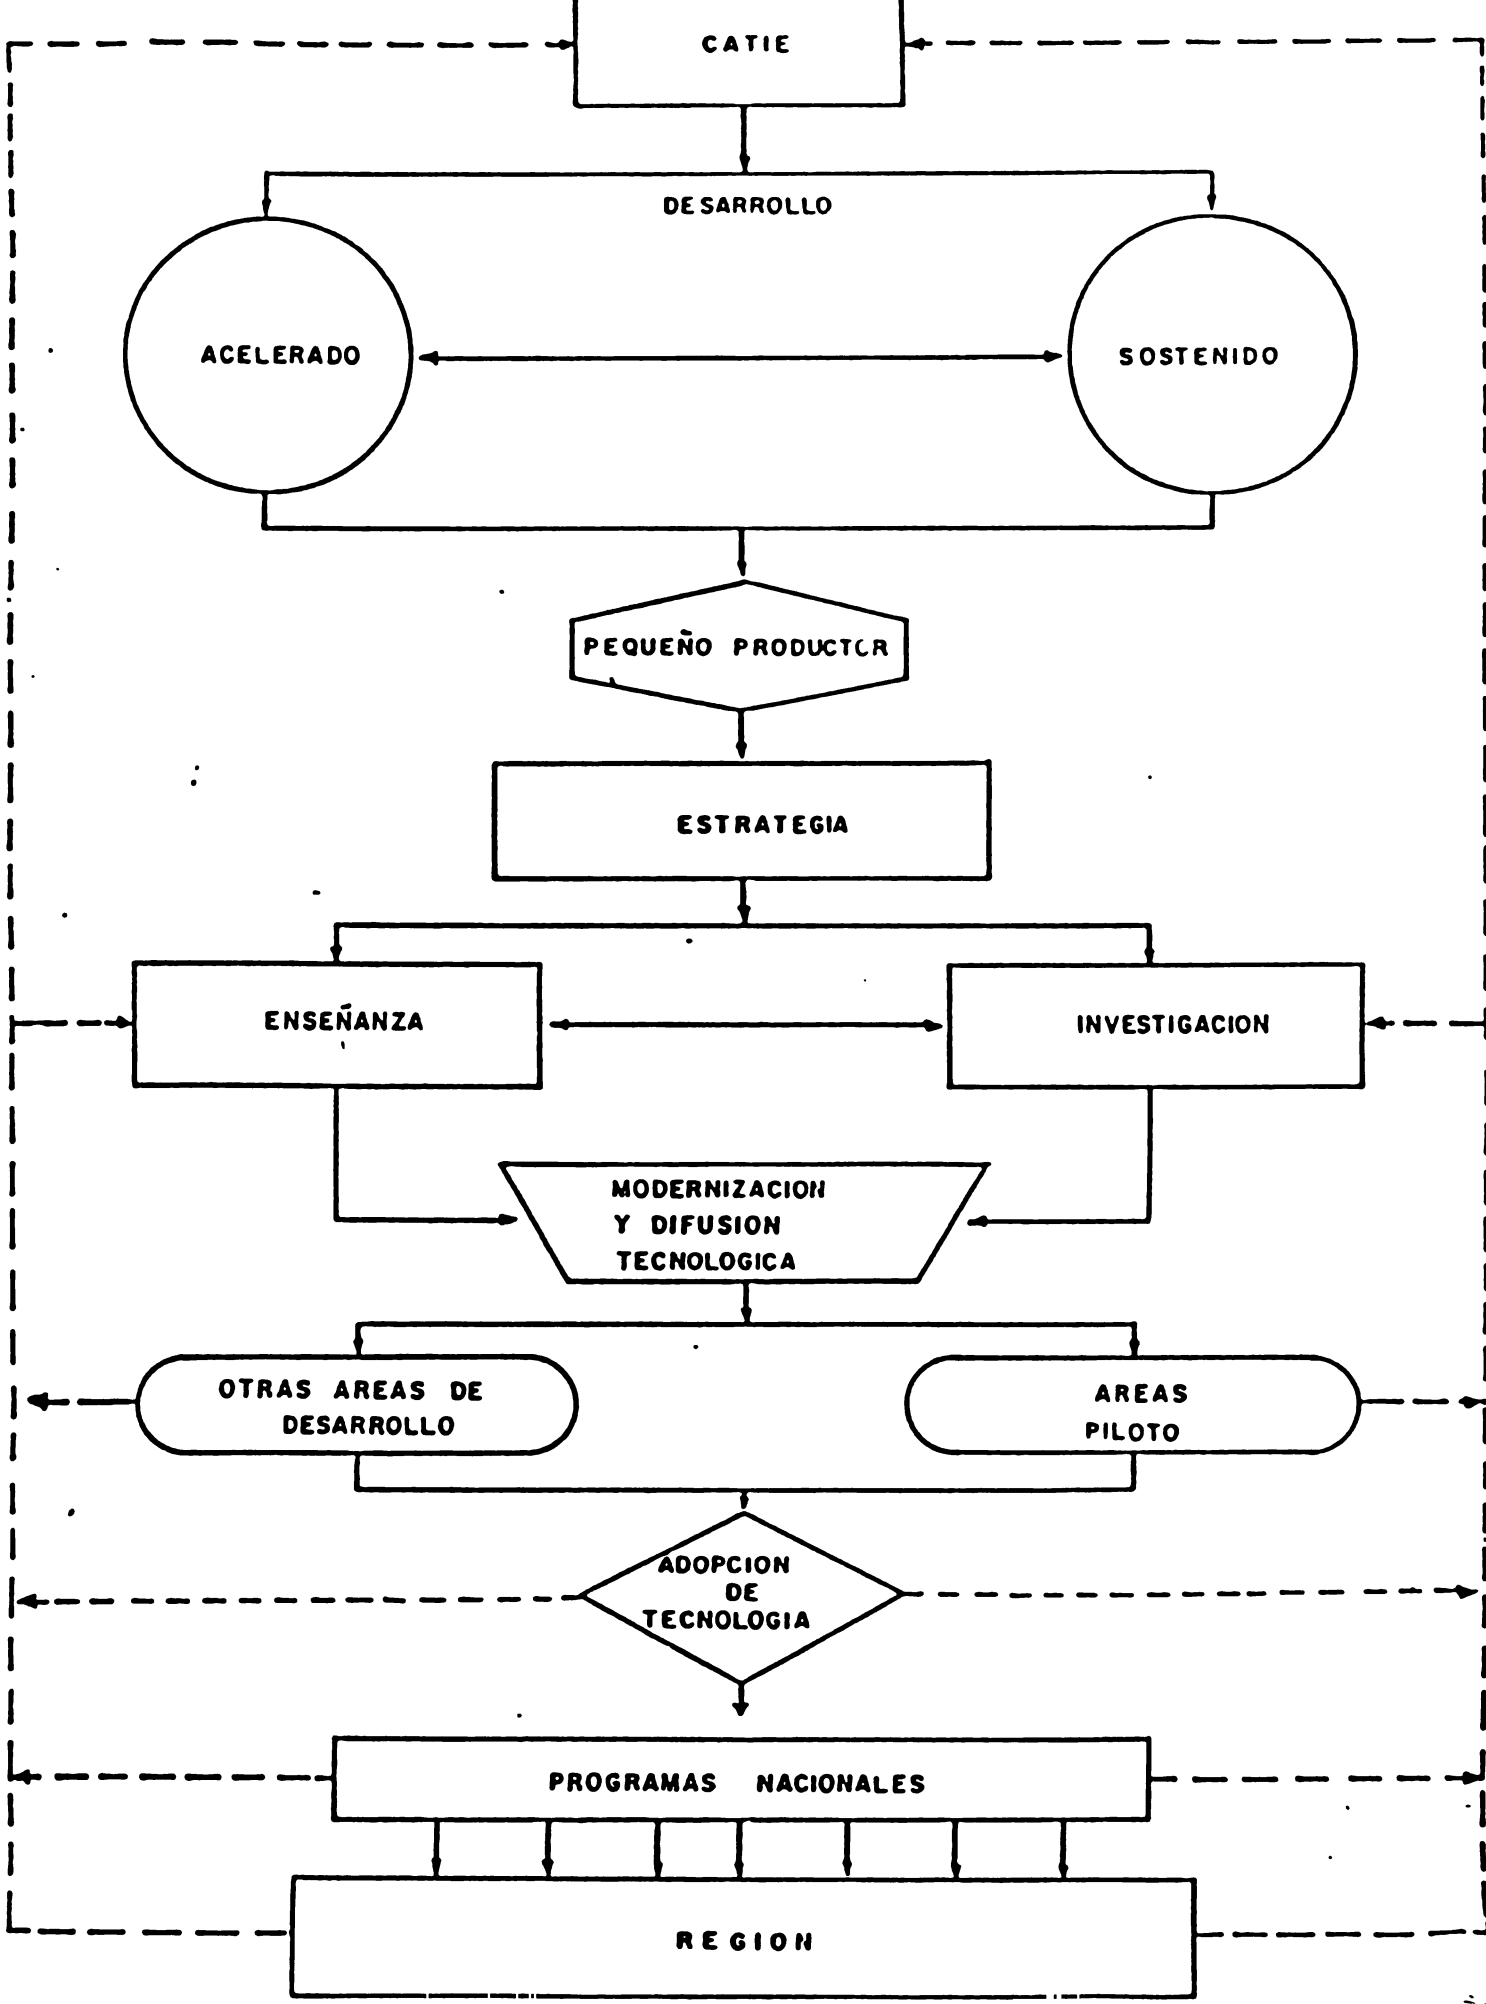 CATIE
DESARROLLO
ACELERADO
SOSTENIDO
PEQUEÑO PRODUCTOR
ESTRATEGIA
ENSEÑANZA
INVESTIGACION
MODERNIZACION
Y DIFUSION
TECNOLOGICA
OTRAS AREAS DE
DESARROLLO
AREAS
PILOTO
ADOPCION
DE
TECNOLOGIA
PROGRAMAS NACIONALES
REGION